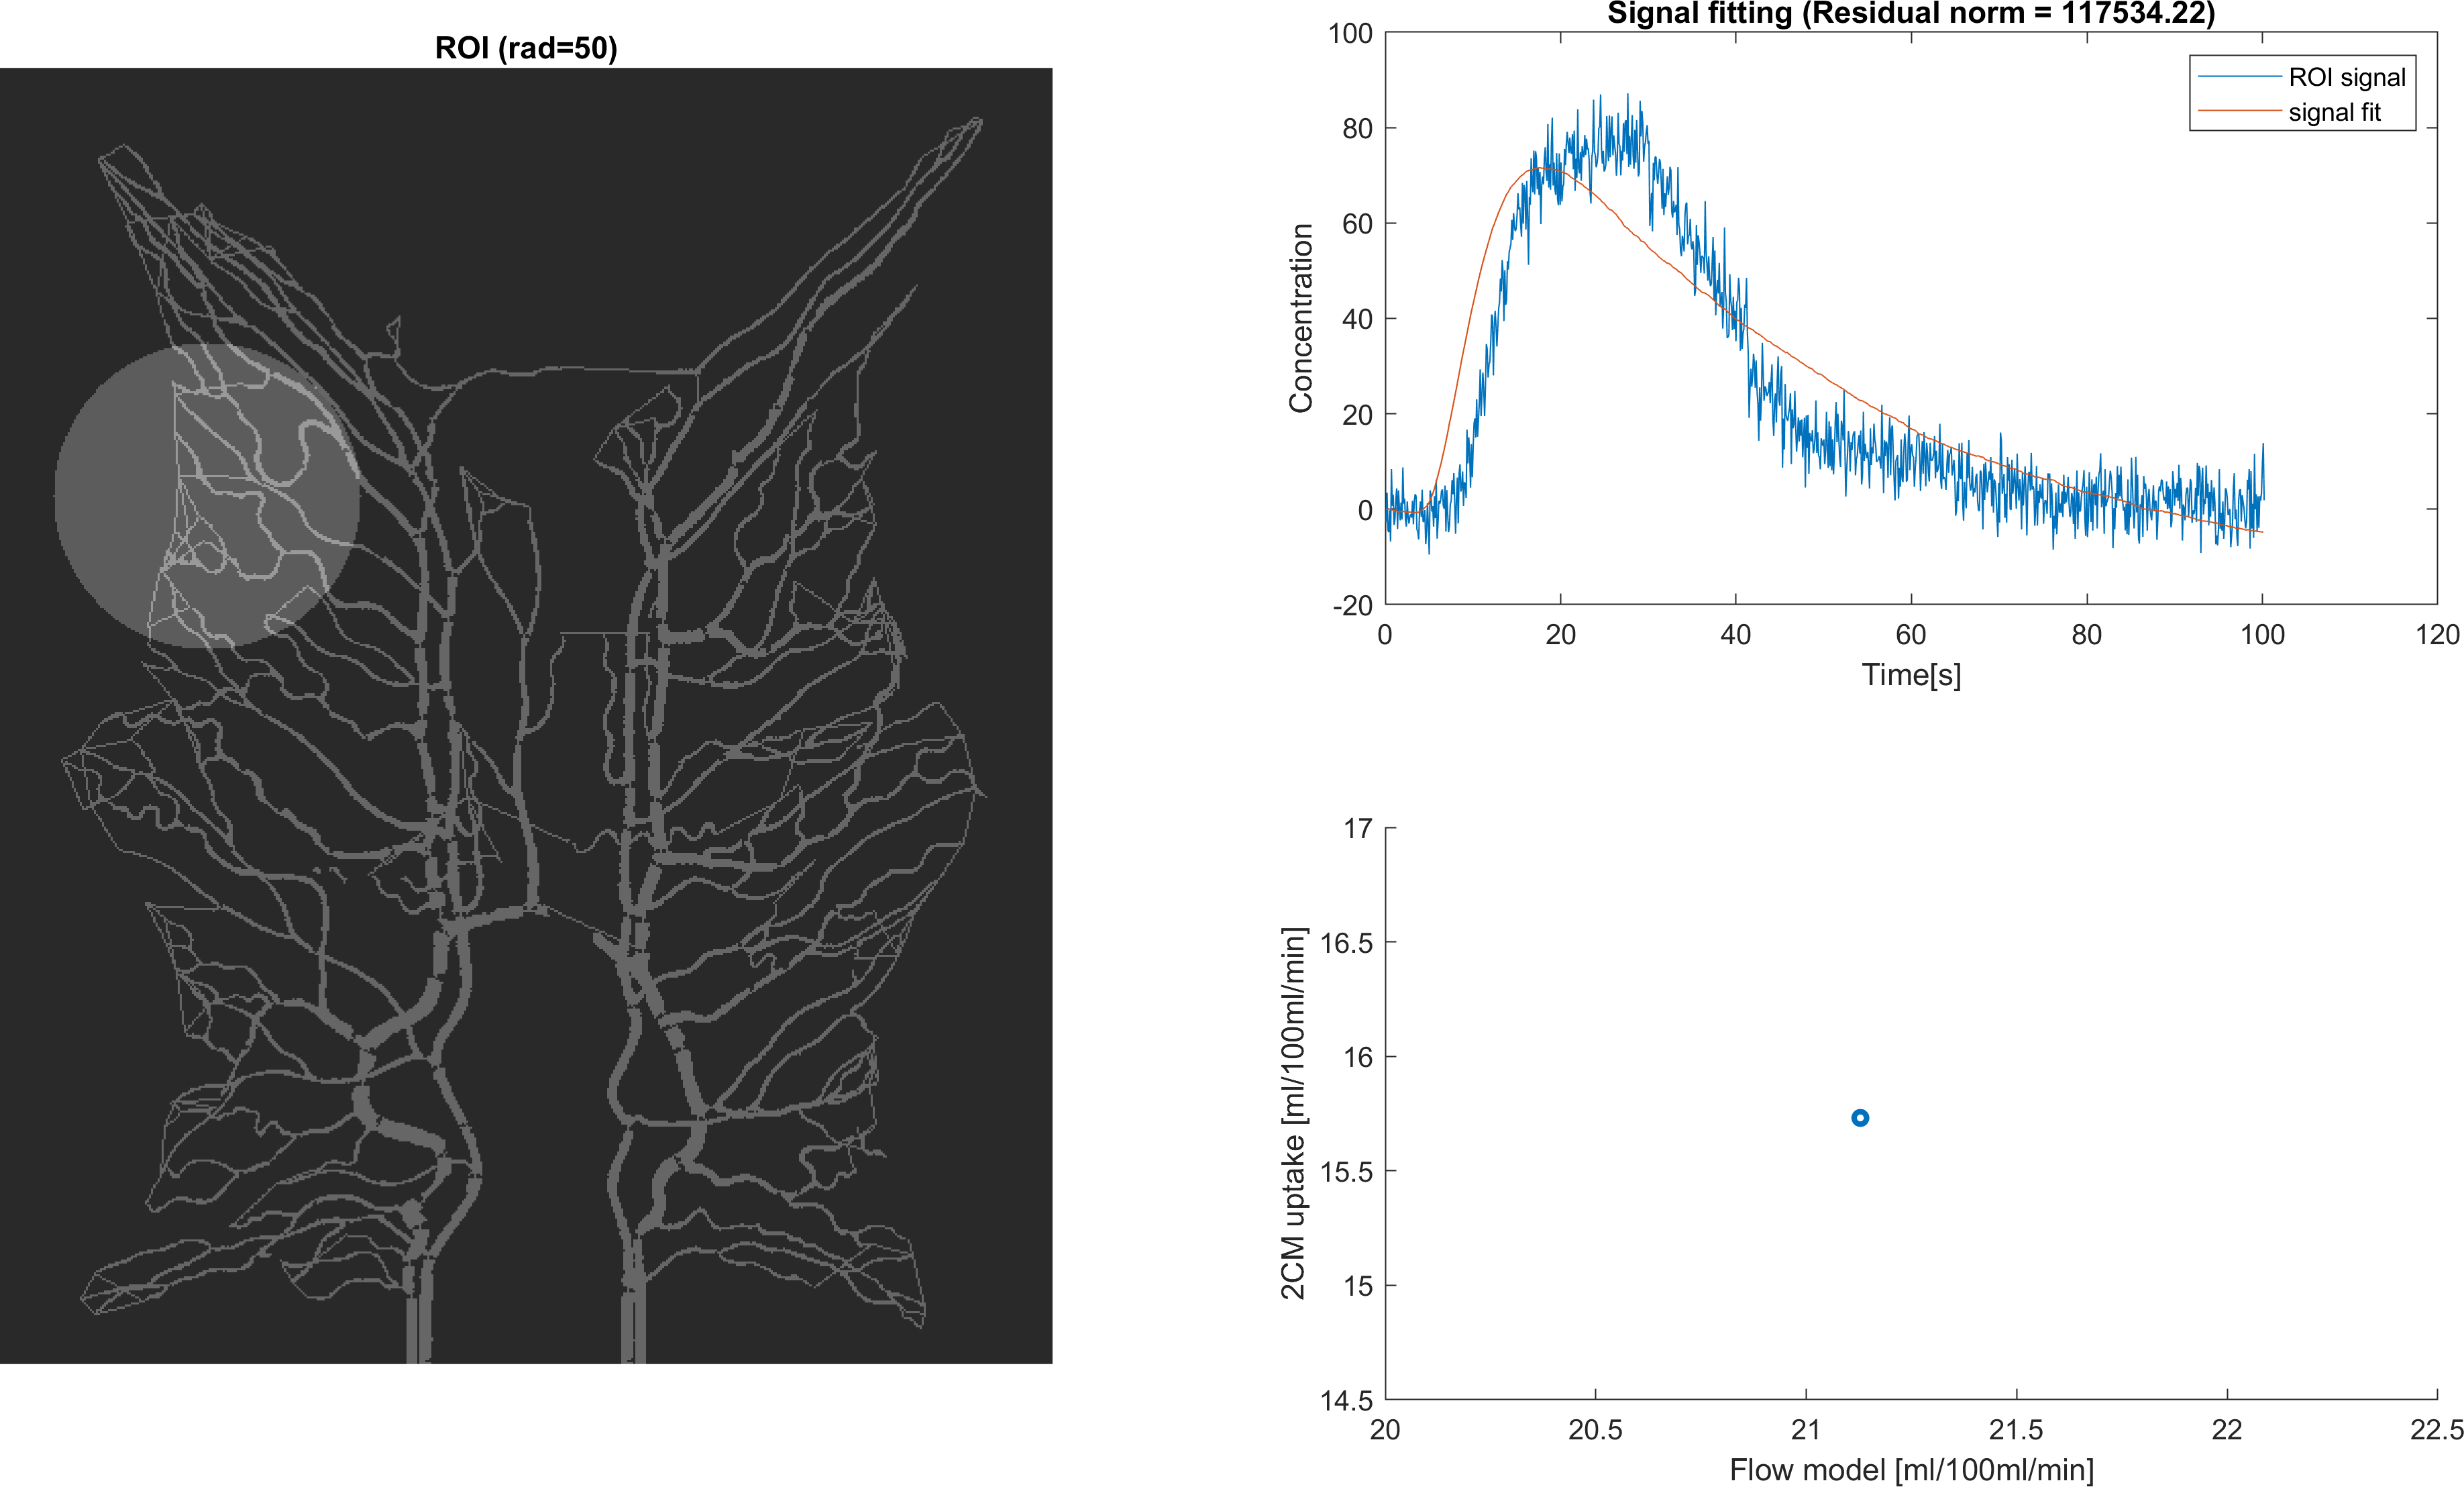 ROI (rad=50)
Signal fitting (Residual norm = 117534.22)
100
80
60
40
20
0
-20
Concentration
ROI signal
signal fit
0 20 40 60 80 100 120
Time[s]
17
16.5
16
15.5
15
14.5
2CM uptake [ml/100ml/min]
20 20.5 21 21.5 22 22.5
Flow model [ml/100ml/min]